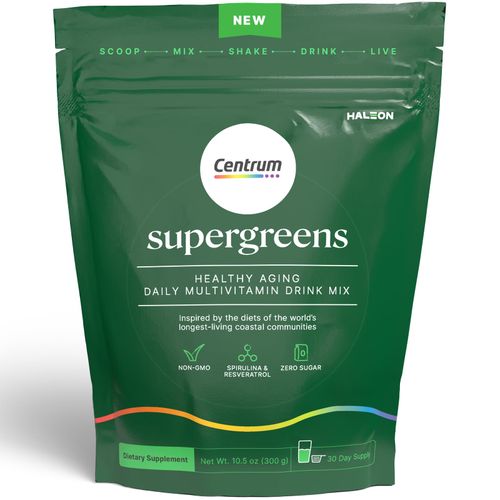 NEW
SCOOP MIX SHAKE DRINK LIVE
HALEON
Centrum
supergreens
HEALTHY AGING
DAILY MULTIVITAMIN DRINK MIX
Inspired by the diets of the world's
longest-living coastal communities
NON-GMO
SPIRULINA &
RESVERATROL
ZERO SUGAR
Dietary Supplement
Net Wt. 10.5 oz (300 g)
30 Day Supply